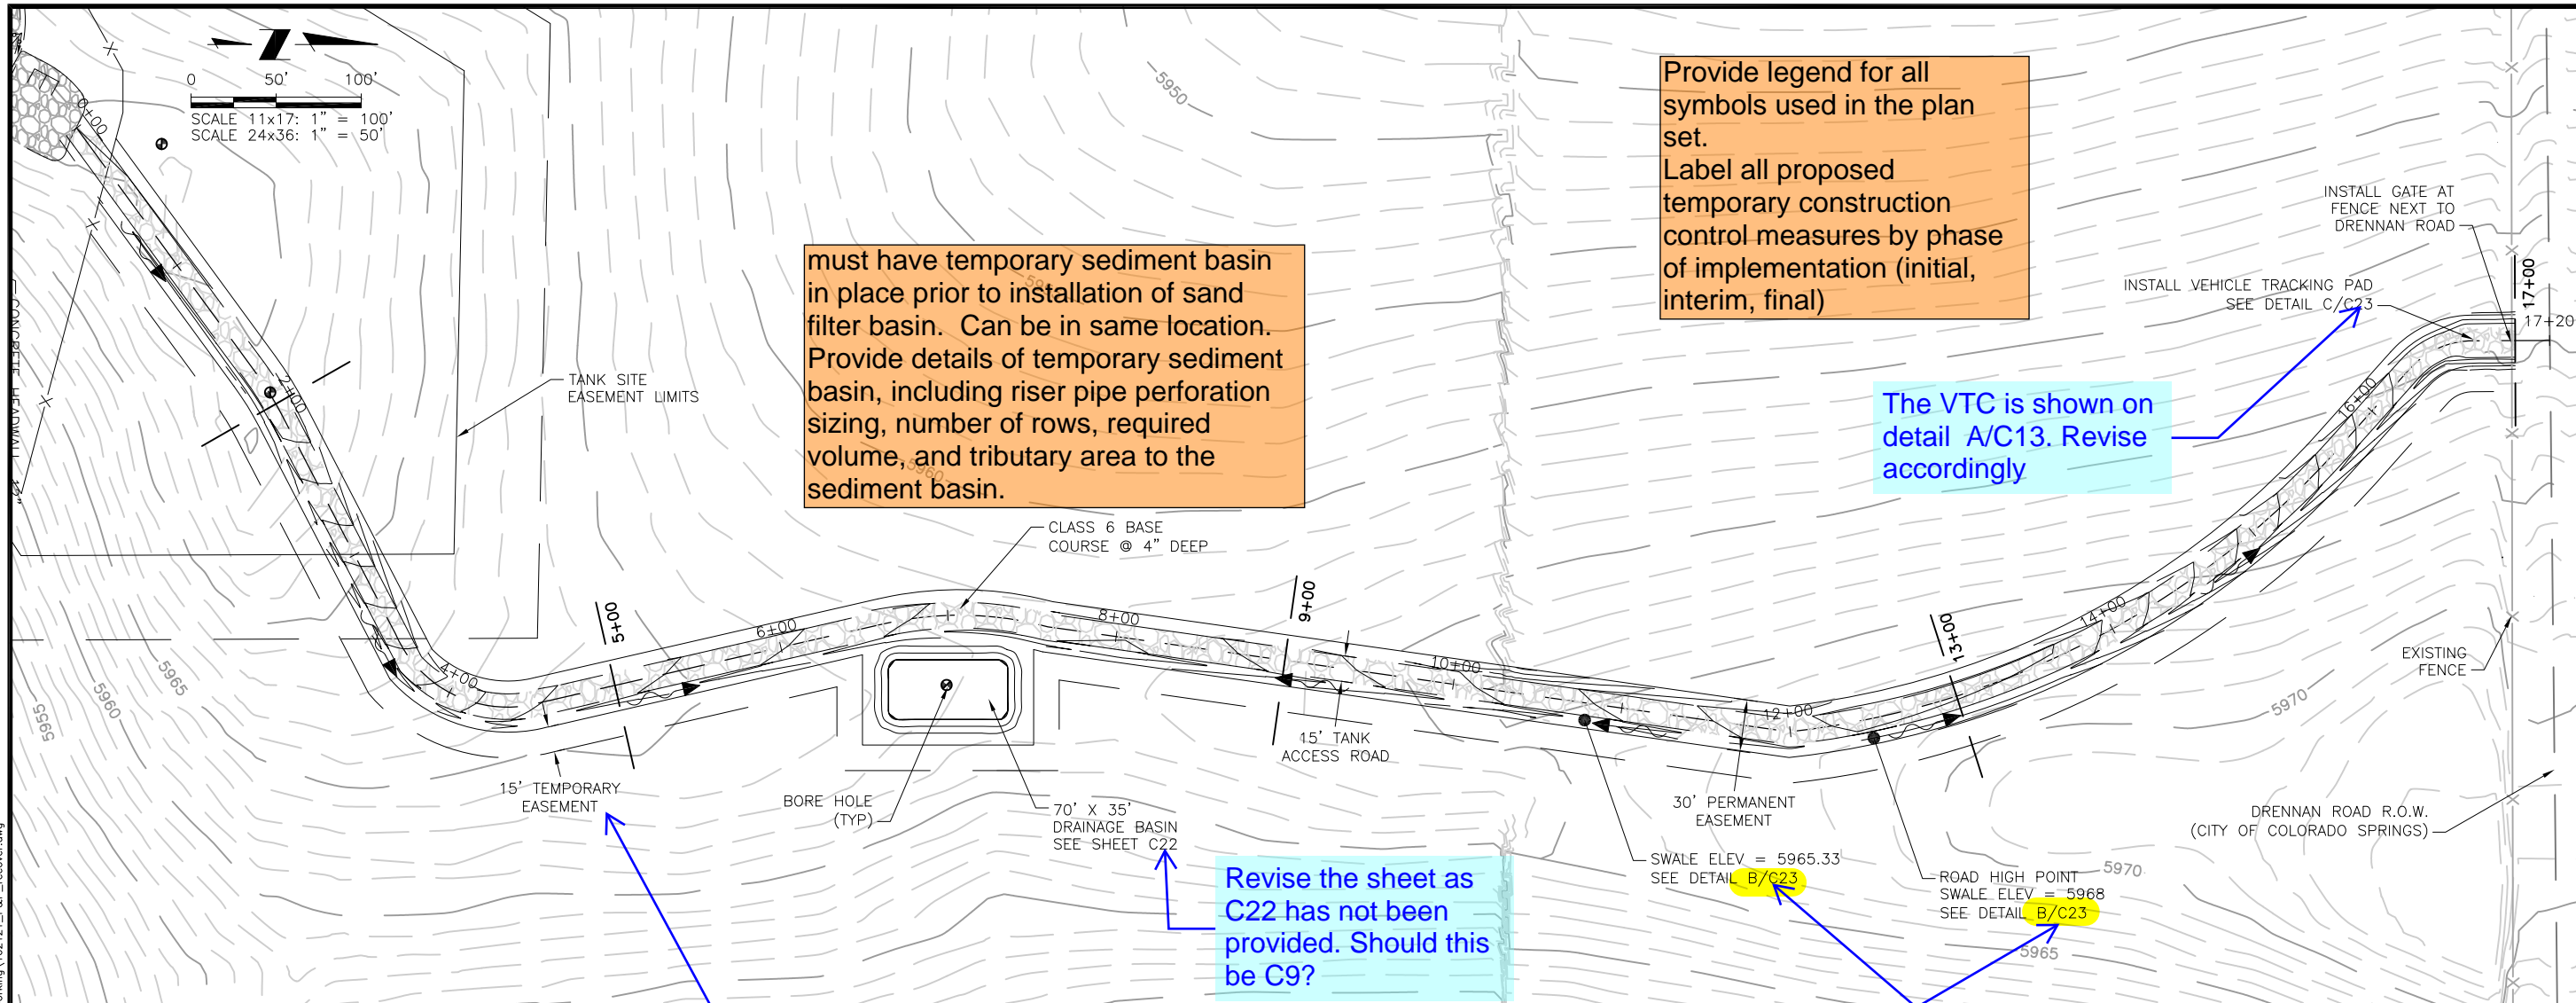 0 50' 100'
SCALE 11x17: 1" = 100'
SCALE 24x36: 1" = 50'
0+00
2+00
CONCRETE HEADWALL
12"
TANK SITE
EASEMENT LIMITS
5950
must have temporary sediment basin
in place prior to installation of sand
filter basin. Can be in same location.
Provide details of temporary sediment
basin, including riser pipe perforation
sizing, number of rows, required
volume, and tributary area to the
sediment basin.
5960
Provide legend for all
symbols used in the plan
set.
Label all proposed
temporary construction
control measures by phase
of implementation (initial,
interim, final)
INSTALL GATE AT
FENCE NEXT TO
DRENNAN ROAD
INSTALL VEHICLE TRACKING PAD
SEE DETAIL C/C23
17+00
17+20
The VTC is shown on
detail A/C13. Revise
accordingly
16+00
CLASS 6 BASE
COURSE @ 4" DEEP
4+00
5+00
6+00
8+00
9+00
10+00
12+00
13+00
14+00
EXISTING
FENCE
5955
5960
5965
5970
15' TEMPORARY
EASEMENT
BORE HOLE
(TYP)
70' X 35'
DRAINAGE BASIN
SEE SHEET C22
15' TANK
ACCESS ROAD
30' PERMANENT
EASEMENT
SWALE ELEV = 5965.33
SEE DETAIL B/C23
ROAD HIGH POINT
SWALE ELEV = 5968
SEE DETAIL B/C23
DRENNAN ROAD R.O.W.
(CITY OF COLORADO SPRINGS)
5970
5965
Revise the sheet as
C22 has not been
provided. Should this
be C9?